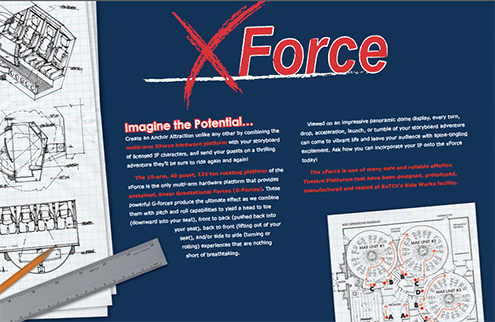 XForce
Imagine the Potential...
Create an Anchor Attraction unlike any other by combining the
multi-arm XForce hardware platform with your storyboard
of licensed IP characters, and send your guests on a thrilling
adventure they'll be sure to ride again and again!
The 10-arm, 40 guest, 125 ton rotating platform of the
XForce is the only multi-arm hardware platform that provides
sustained, linear Gravitational Forces (G-Forces). These
powerful G-forces produce the ultimate effect as we combine
them with pitch and roll capabilities to yield a head to toe
(downward into your seat), front to back (pushed back into
your seat), back to front (lifting out of your
seat), and/or side to side (turning or
rolling) experiences that are nothing
short of breathtaking.
Viewed on an impressive panoramic dome display, every turn,
drop, acceleration, launch, or tumble of your storyboard adventure
can come to vibrant life and leave your audience with spine-tingling
excitement. Ask how you can incorporate your IP onto the XForce
today!
The XForce is one of many safe and reliable eMotion
Theatre Platforms that have been designed, prototyped,
manufactured and tested at EnTCo's Ride Works facility.
MAX UNIT #1
MAX UNIT #2
MAX UNIT #3